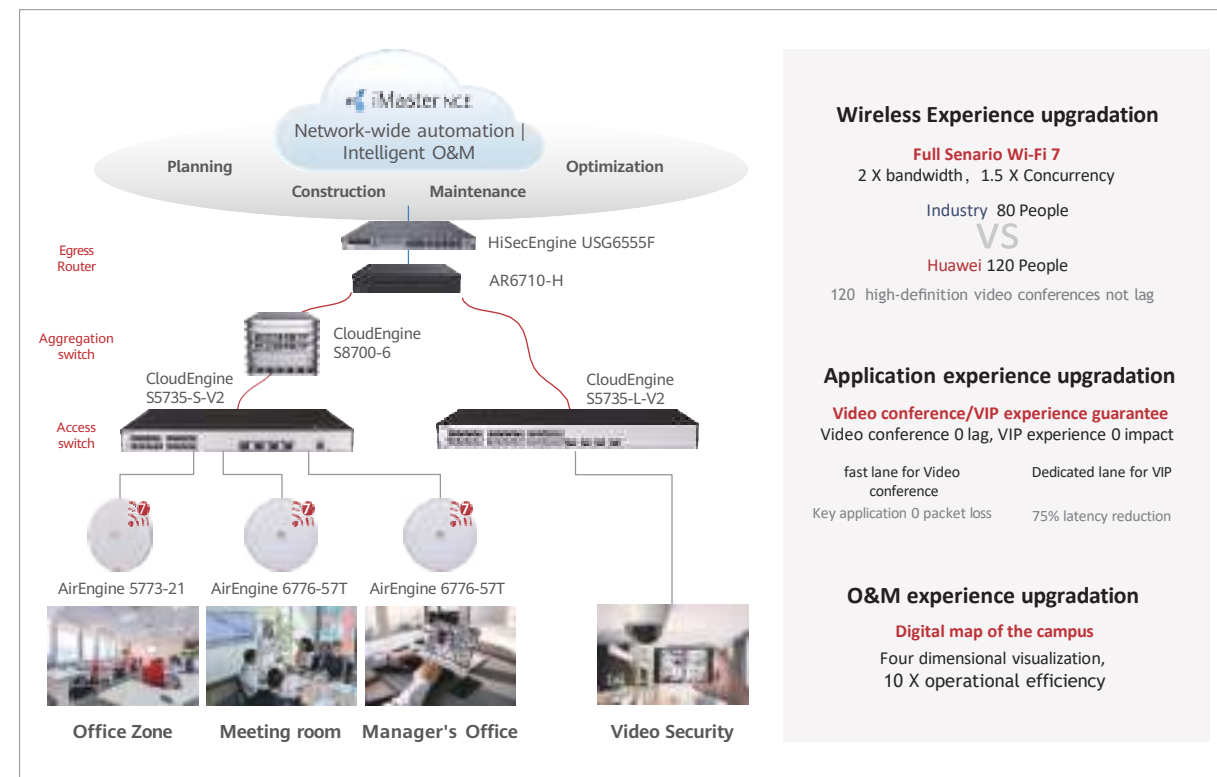 iMaster NCE
Network-wide automation |
Intelligent O&M
Planning
Optimization
Construction
Maintenance
HiSecEngine USG6555F
Egress
Router
AR6710-H
CloudEngine
S8700-6
Aggregation
switch
CloudEngine
S5735-S-V2
CloudEngine
S5735-L-V2
Access
switch
7
7
7
AirEngine 5773-21
AirEngine 6776-57T
AirEngine 6776-57T
Office Zone
Meeting room
Manager's Office
Video Security
Wireless Experience upgradation
Full Senario Wi-Fi 7
2 X bandwidth，1.5 X Concurrency
Industry 80 People
VS
Huawei 120 People
120 high-definition video conferences not lag
Application experience upgradation
Video conference/VIP experience guarantee
Video conference 0 lag, VIP experience 0 impact
fast lane for Video
conference
Key application 0 packet loss
Dedicated lane for VIP
75% latency reduction
O&M experience upgradation
Digital map of the campus
Four dimensional visualization,
10 X operational efficiency